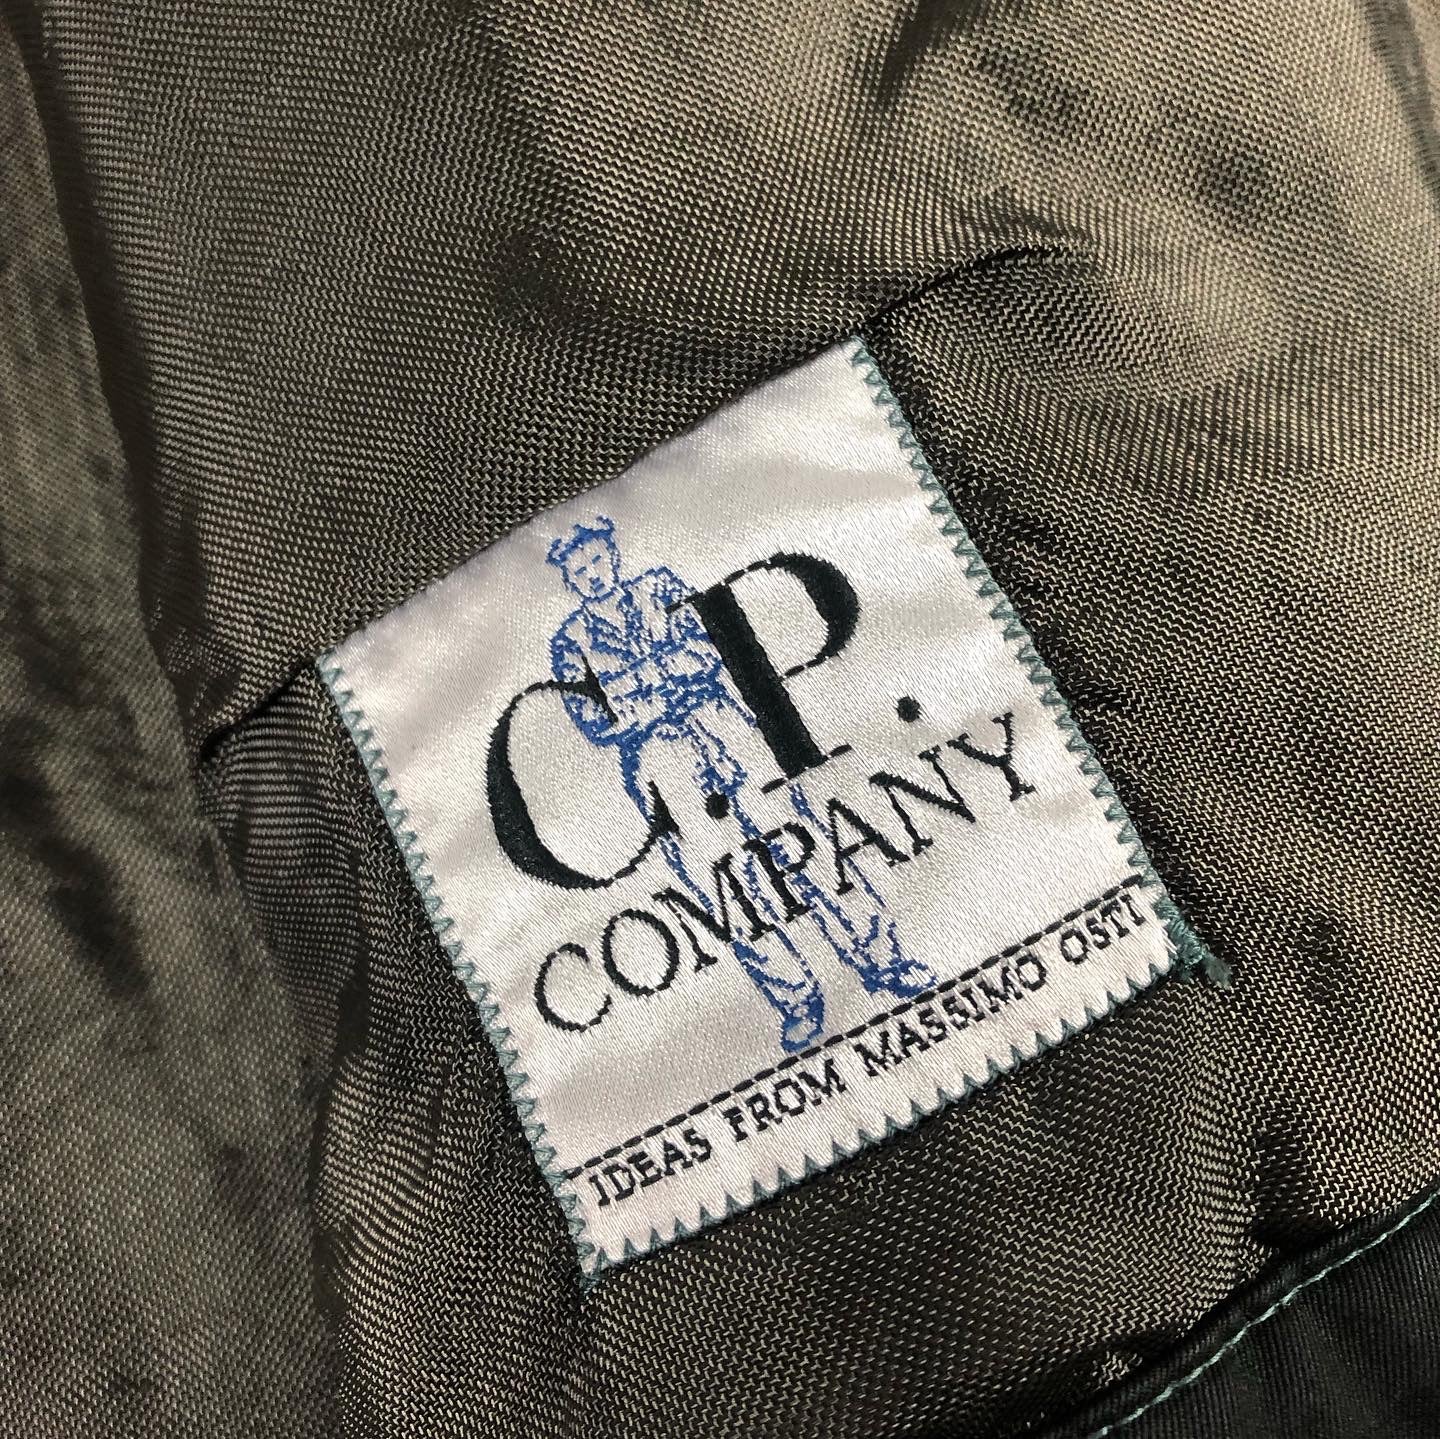 C.P.
COMPANY
IDEAS FROM MASSIMO OSTI